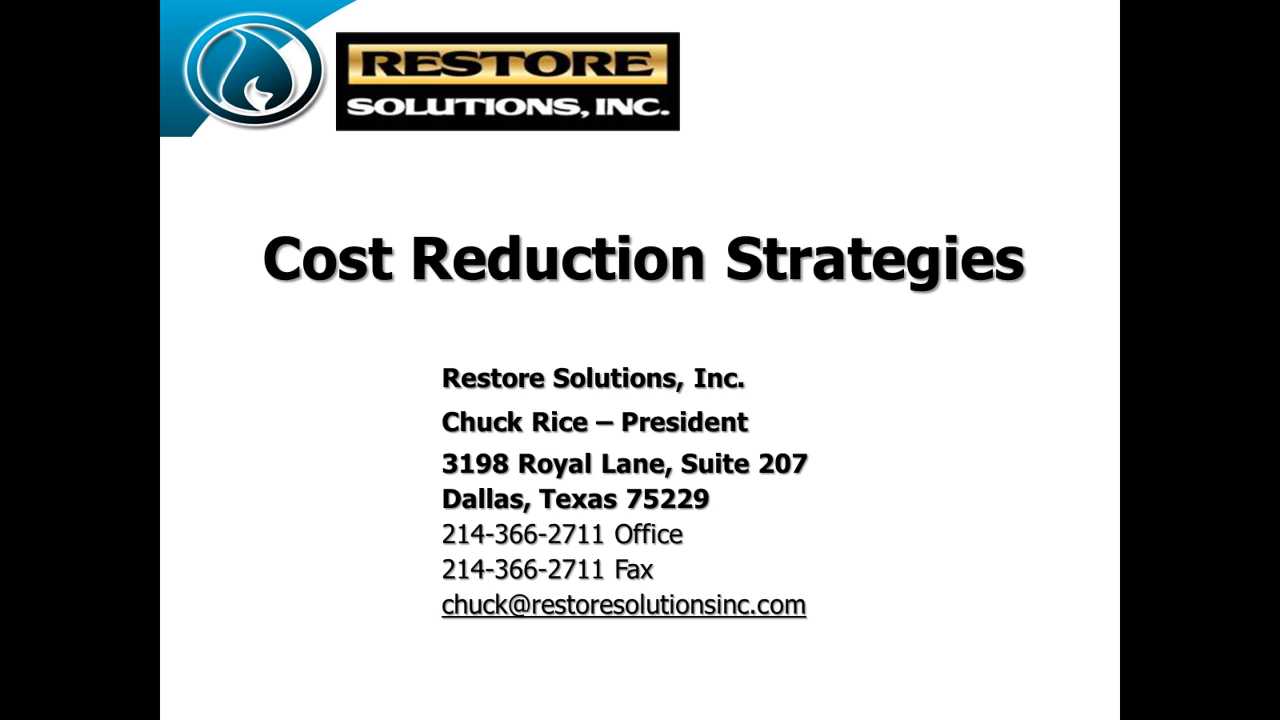 RESTORE
SOLUTIONS, INC.
Cost Reduction Strategies
Restore Solutions, Inc.
Chuck Rice – President
3198 Royal Lane, Suite 207
Dallas, Texas 75229
214-366-2711 Office
214-366-2711 Fax
chuck@restoresolutionsinc.com